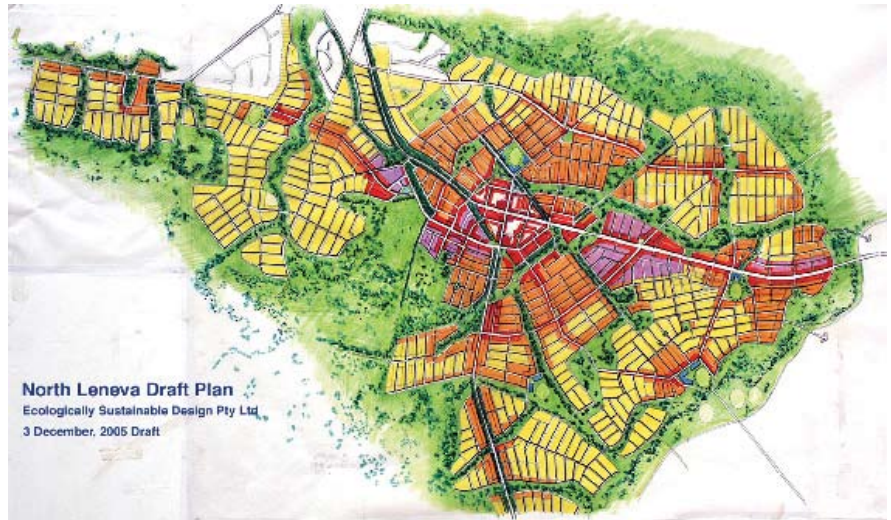 North Leneva Draft Plan
Ecologically Sustainable Design Pty Ltd
3 December, 2005 Draft